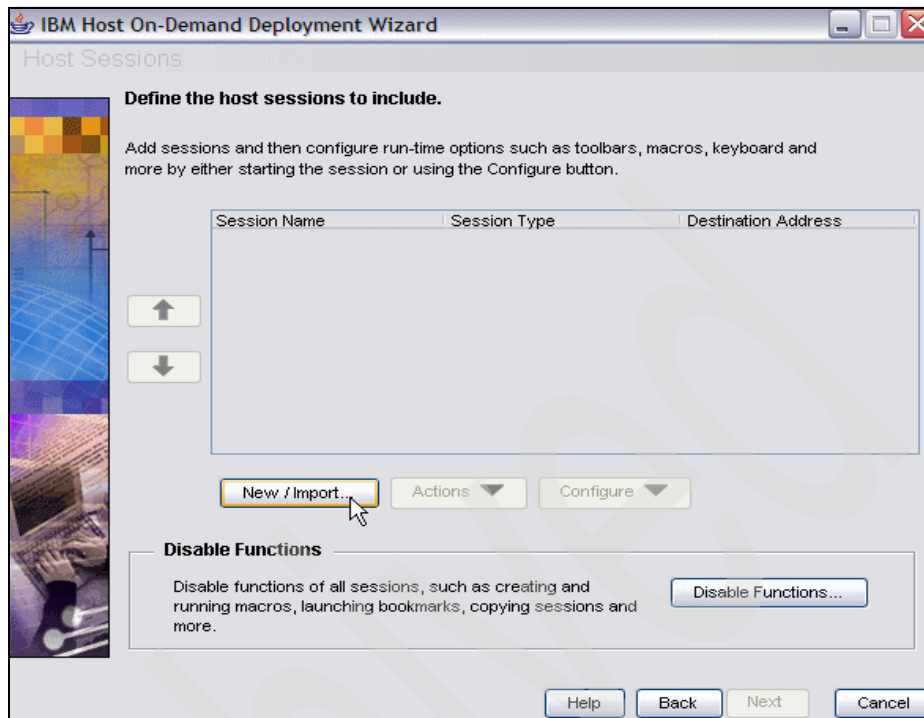 IBM Host On-Demand Deployment Wizard
Host Sessions
Define the host sessions to include.
Add sessions and then configure run-time options such as toolbars, macros, keyboard and
more by either starting the session or using the Configure button.
Session Name Session Type Destination Address
New / Import... Actions Configure
Disable Functions
Disable functions of all sessions, such as creating and
running macros, launching bookmarks, copying sessions and
more.
Disable Functions...
Help Back Next Cancel